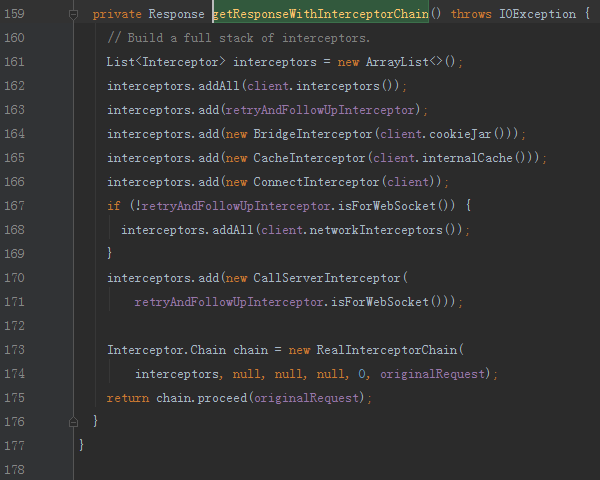 159 private Response getResponseWithInterceptorChain() throws IOException {
160 // Build a full stack of interceptors.
161 List<Interceptor> interceptors = new ArrayList<>();
162 interceptors.addAll(client.interceptors());
163 interceptors.add(retryAndFollowUpInterceptor);
164 interceptors.add(new BridgeInterceptor(client.cookieJar()));
165 interceptors.add(new CacheInterceptor(client.internalCache()));
166 interceptors.add(new ConnectInterceptor(client));
167 if (!retryAndFollowUpInterceptor.isForWebSocket()) {
168 interceptors.addAll(client.networkInterceptors());
169 }
170 interceptors.add(new CallServerInterceptor(
171 retryAndFollowUpInterceptor.isForWebSocket()));
172
173 Interceptor.Chain chain = new RealInterceptorChain(
174 interceptors, null, null, null, 0, originalRequest);
175 return chain.proceed(originalRequest);
176 }
177 }
178